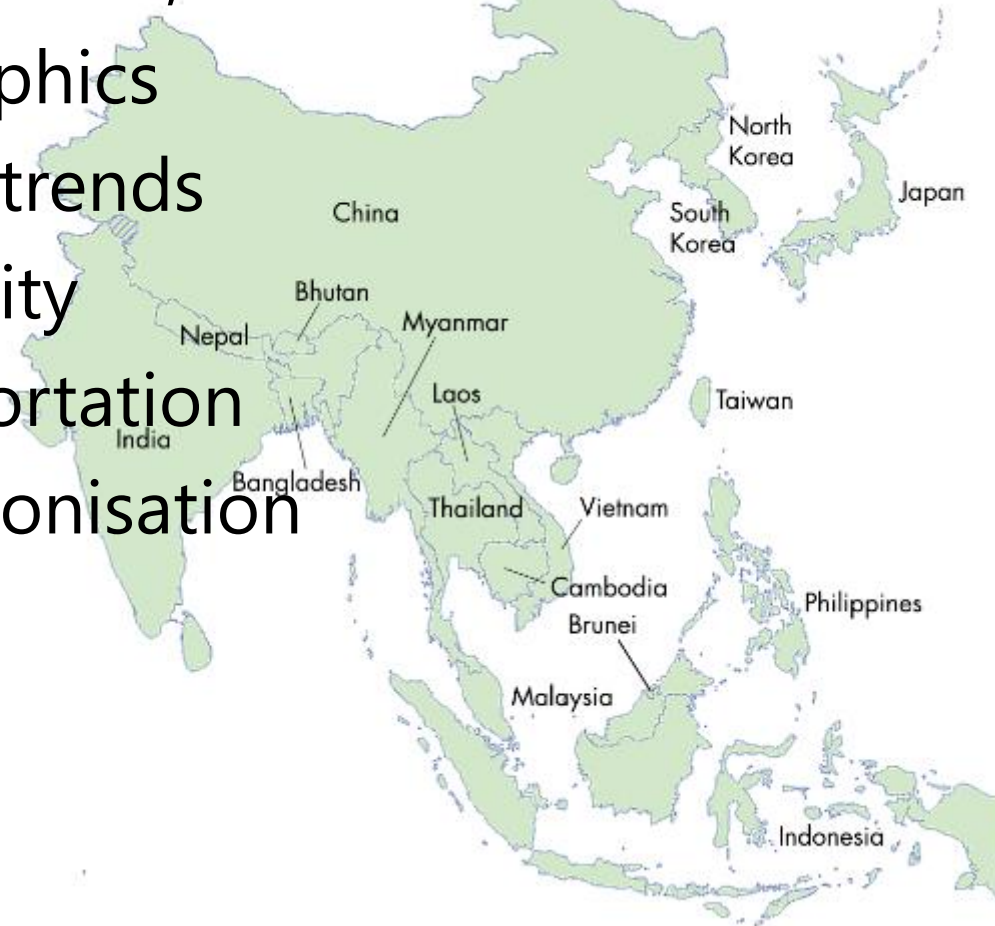 phics
trends
ity
ortation
onisation
North
Korea
Japan
South
Korea
China
Bhutan
Myanmar
Nepal
Laos
Taiwan
India
Bangladesh
Thailand
Vietnam
Cambodia
Brunei
Philippines
Malaysia
Indonesia